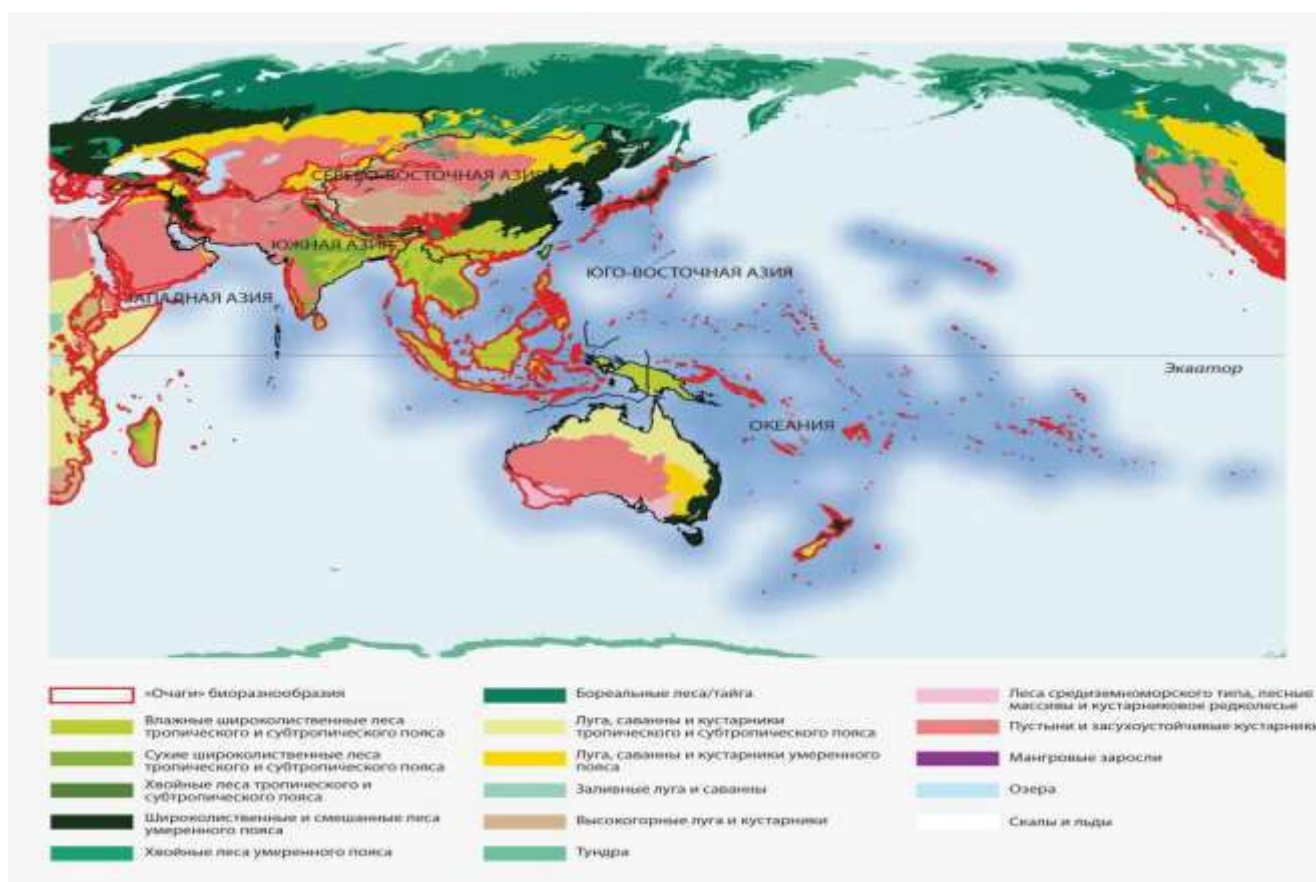 СЕВЕРО-ВОСТОЧНАЯ АЗИЯ
ЮЖНАЯ АЗИЯ
ЮГО-ВОСТОЧНАЯ АЗИЯ
ЗАПАДНАЯ АЗИЯ
Экватор
ОКЕАНИЯ
«Очаги» биоразнообразия
Влажные широколиственные леса
тропического и субтропического пояса
Сухие широколиственные леса
тропического и субтропического пояса
Хвойные леса тропического и
субтропического пояса
Широколиственные и смешанные леса
умеренного пояса
Хвойные леса умеренного пояса
Бореальные леса/тайга
Луга, саванны и кустарники
тропического и субтропического пояса
Луга, саванны и кустарники умеренного
пояса
Заливные луга и саванны
Высокогорные луга и кустарники
Тундра
Леса средиземноморского типа, лесные
массивы и кустарниковое редколесье
Пустыни и засухоустойчивые кустарники
Мангровые заросли
Озера
Скалы и льды